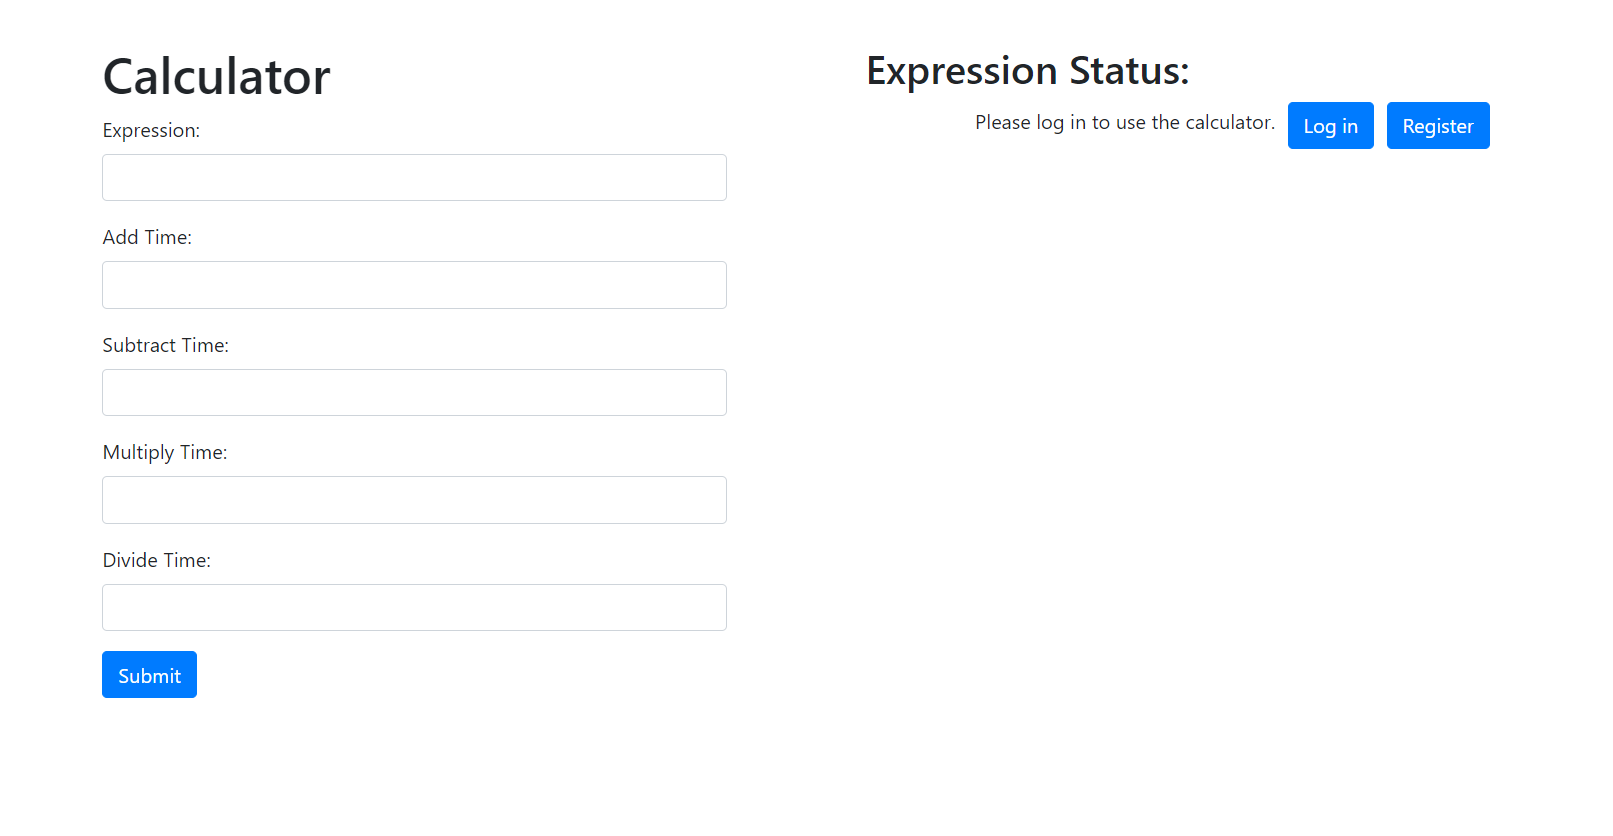 Calculator
Expression:
Add Time:
Subtract Time:
Multiply Time:
Divide Time:
Submit
Expression Status:
Please log in to use the calculator. Log in Register